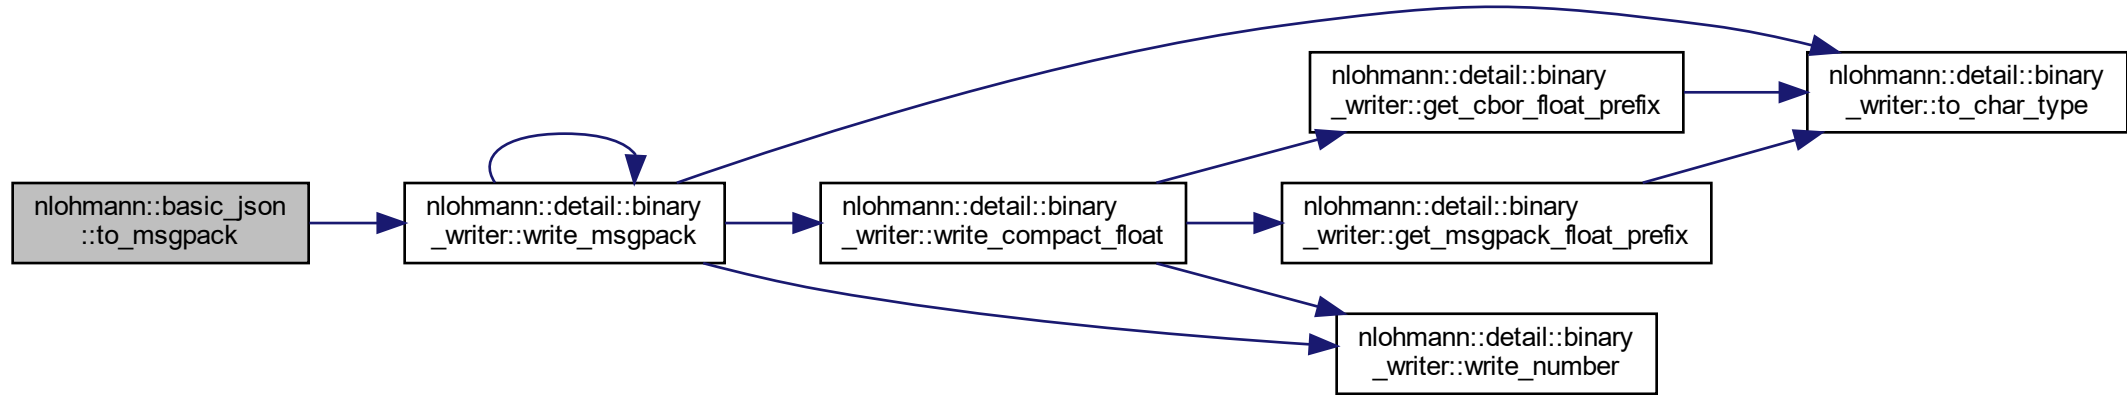 nlohmann::basic_json
::to_msgpack
nlohmann::detail::binary
_writer::write_msgpack
nlohmann::detail::binary
_writer::write_compact_float
nlohmann::detail::binary
_writer::get_cbor_float_prefix
nlohmann::detail::binary
_writer::get_msgpack_float_prefix
nlohmann::detail::binary
_writer::write_number
nlohmann::detail::binary
_writer::to_char_type